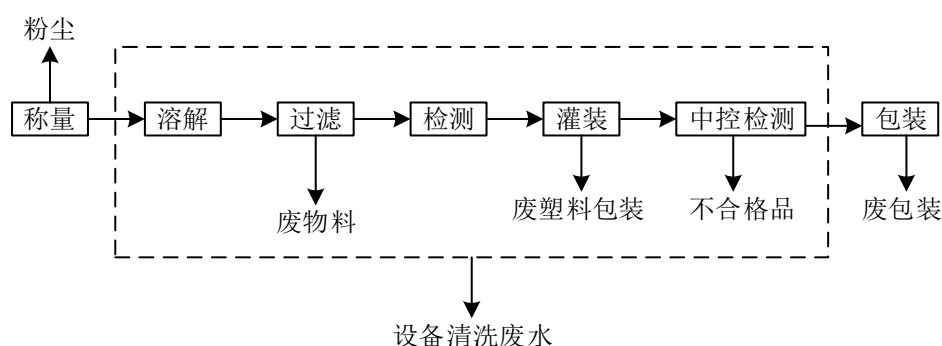 粉尘
称量
溶解
过滤
检测
灌装
中控检测
包装
废物料
废塑料包装
不合格品
废包装
设备清洗废水